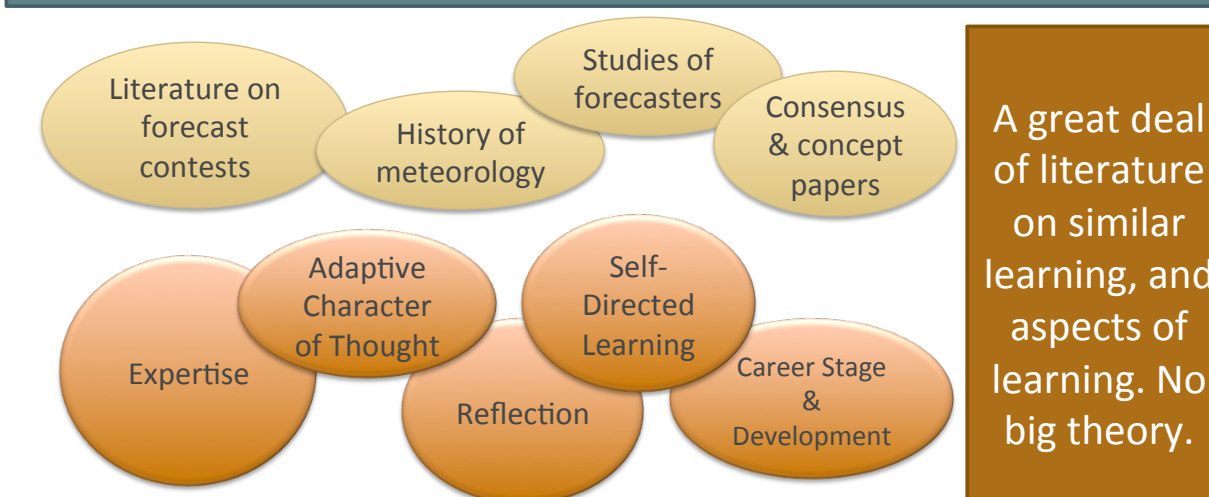 Literature on
forecast
contests
History of
meteorology
Studies of
forecasters
Consensus
& concept
papers
Expertise
Adaptive
Character
of Thought
Reflection
Self-
Directed
Learning
Career Stage
&
Development
A great deal
of literature
on similar
learning, and
aspects of
learning. No
big theory.